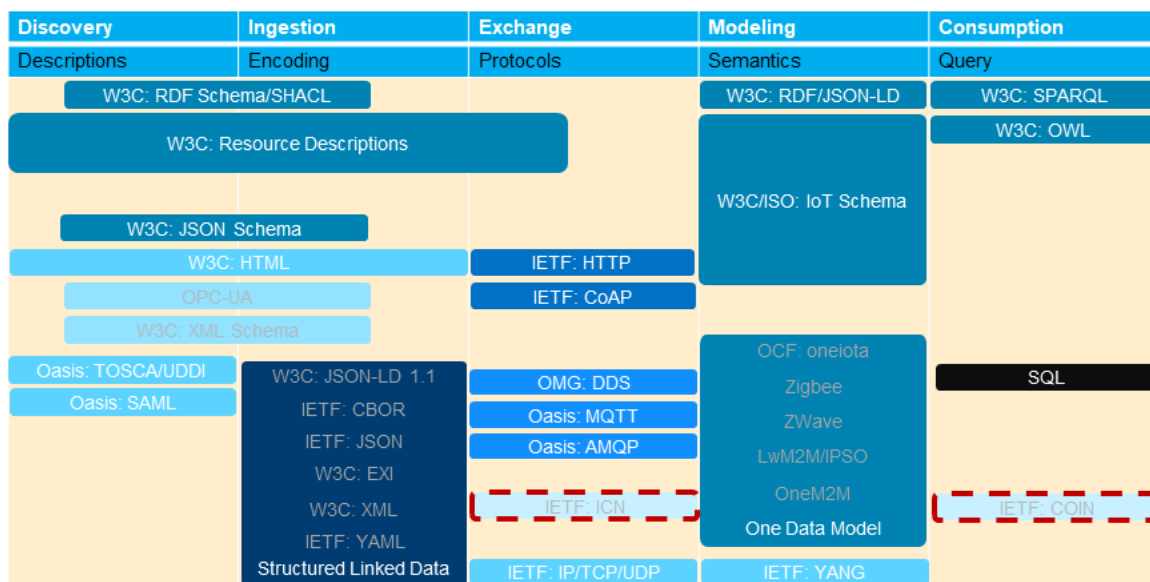 Discovery
Ingestion
Exchange
Modeling
Consumption
Descriptions
Encoding
Protocols
Semantics
Query
W3C: RDF Schema/SHACL
W3C: RDF/JSON-LD
W3C: SPARQL
W3C: Resource Descriptions
W3C: OWL
W3C/ISO: IoT Schema
W3C: JSON Schema
W3C: HTML
IETF: HTTP
OPC-UA
IETF: CoAP
W3C: XML Schema
Oasis: TOSCA/UDDI
Oasis: SAML
W3C: JSON-LD 1.1
IETF: CBOR
IETF: JSON
W3C: EXI
W3C: XML
IETF: YAML
Structured Linked Data
OMG: DDS
Oasis: MQTT
Oasis: AMQP
IETF: ICN
IETF: IP/TCP/UDP
OCF: oneiota
Zigbee
ZWave
LwM2M/IPSO
OneM2M
One Data Model
IETF: YANG
SQL
IETF: COIN